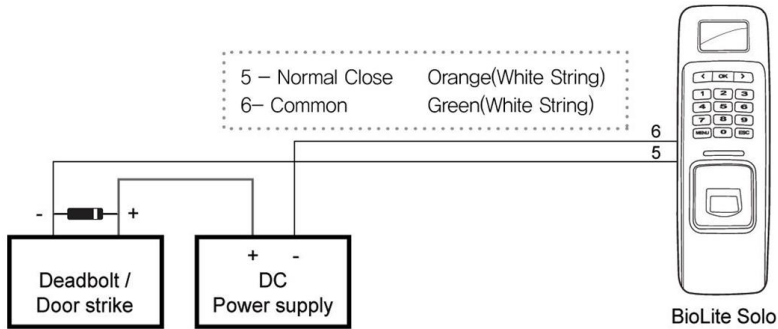 5 – Normal Close Orange(White String)
6– Common Green(White String)
6
5
- +
+ -
Deadbolt /
Door strike
DC
Power supply
< OK >
1 2 3
4 5 6
7 8 9
MENU 0 ESC
BioLite Solo